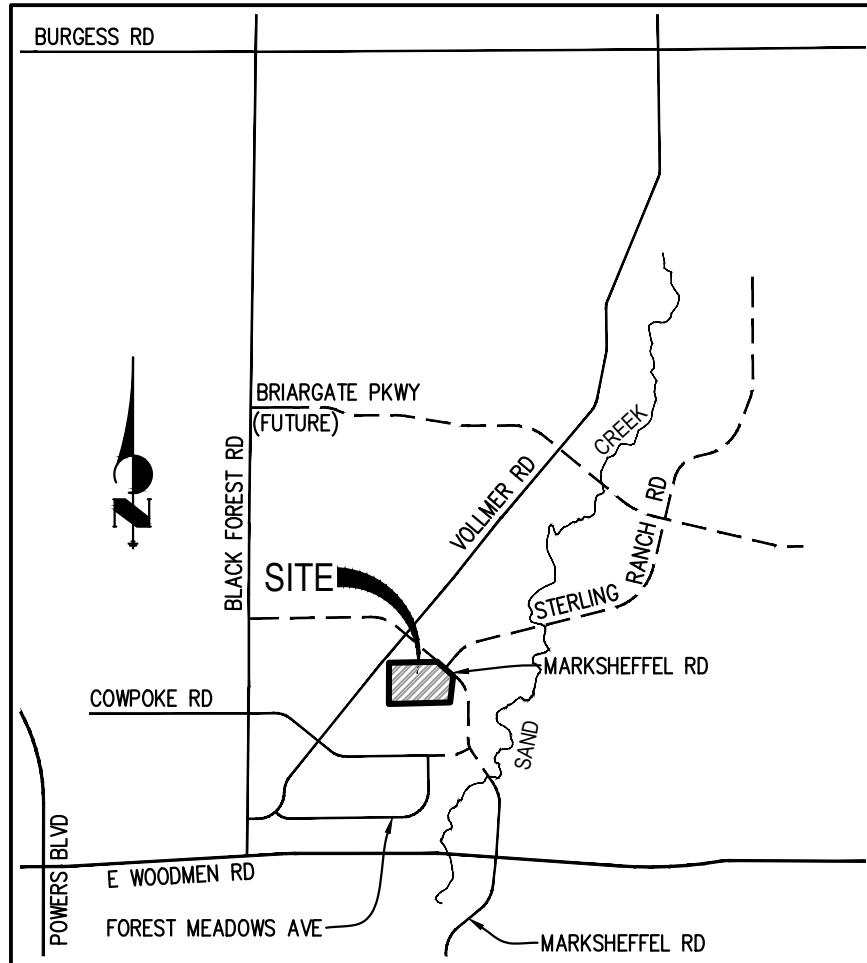 BURGESS RD
BRIARGATE PKWY
(FUTURE)
CREEK
VOLLMER RD
BLACK FOREST RD
N
SITE
STERLING RANCH RD
MARKSHEFFEL RD
COWPOKE RD
SAND
POWERS BLVD
E WOODMEN RD
FOREST MEADOWS AVE
MARKSHEFFEL RD